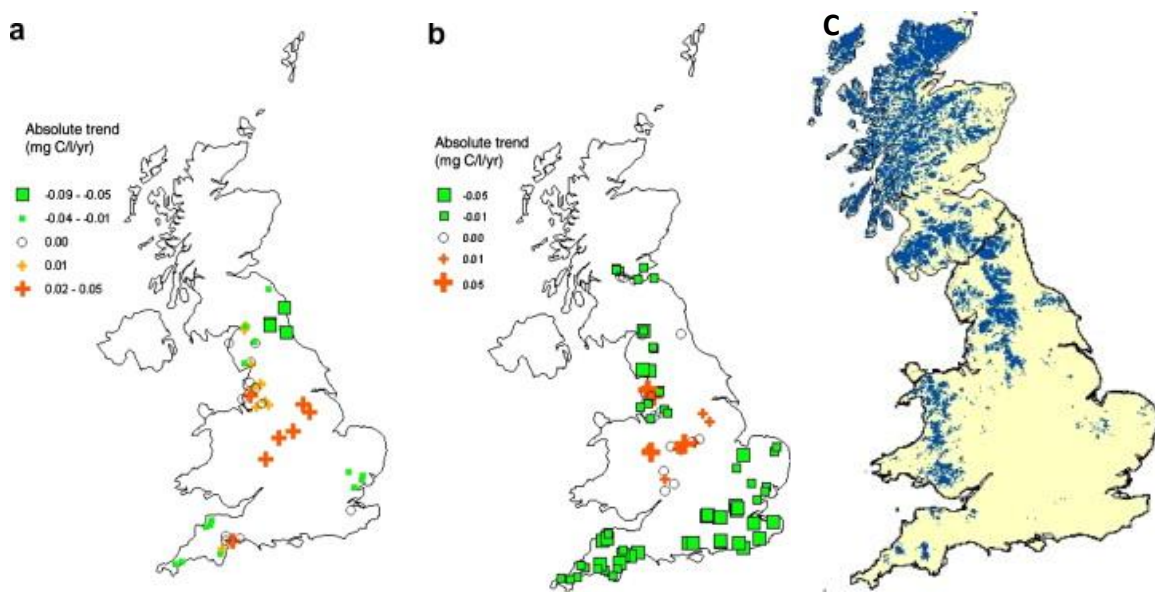 a
Absolute trend
(mg C/l/yr)
-0.09 - -0.05
-0.04 - -0.01
0.00
0.01
0.02 - 0.05
b
Absolute trend
(mg C/l/yr)
-0.05
-0.01
0.00
0.01
0.05
C